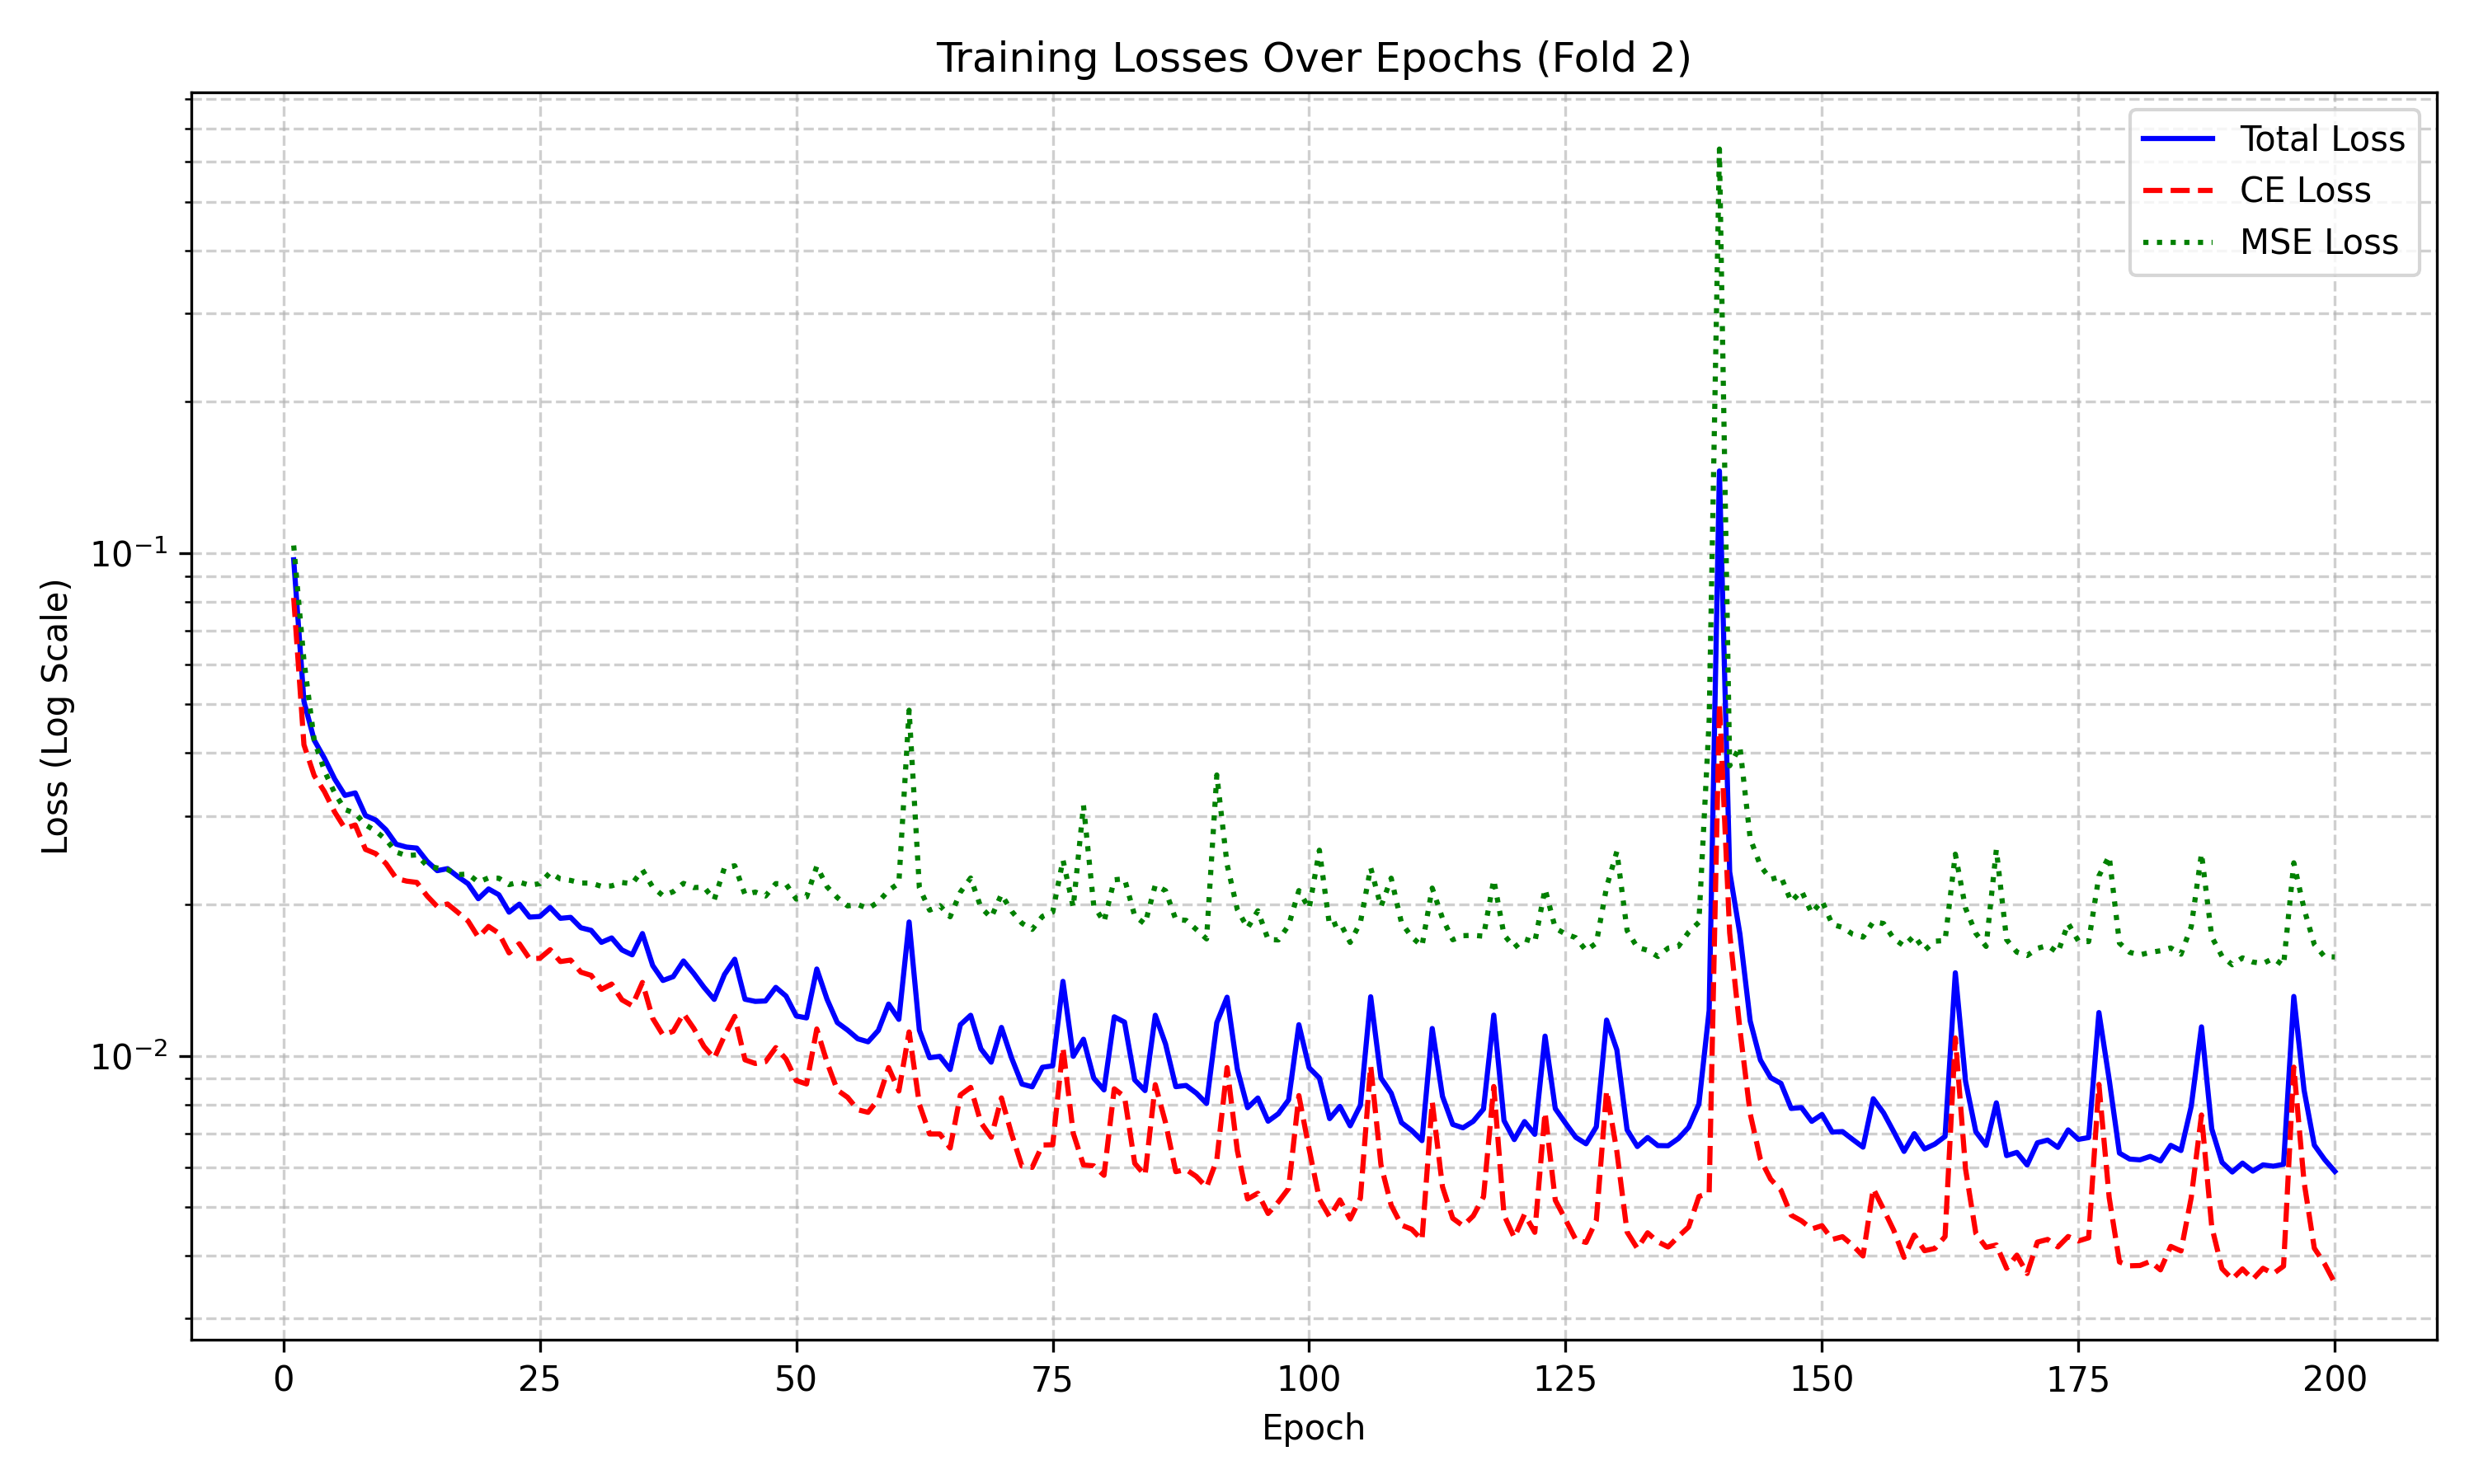 Training Losses Over Epochs (Fold 2)
Total Loss
CE Loss
MSE Loss
Loss (Log Scale)
10⁻¹
10⁻²
0 25 50 75 100 125 150 175 200
Epoch